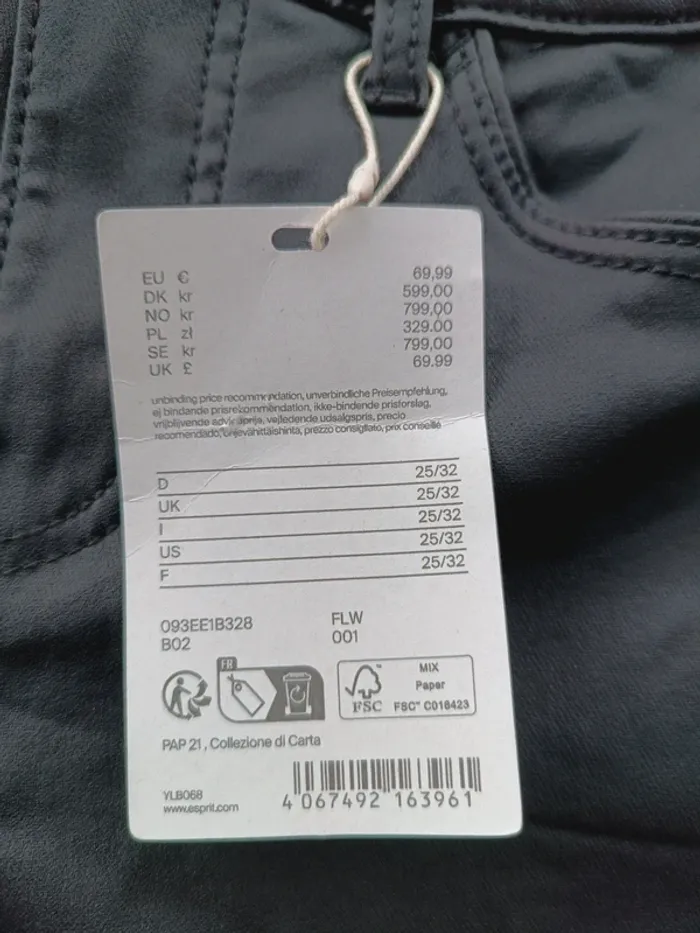 EU € 69,99
DK kr 599,00
NO kr 799,00
PL zł 329.00
SE kr 799,00
UK £ 69.99
unbinding price recommendation, unverbindliche Preisempfehlung,
ej bindande prisrekommendation, ikke-bindende prisforslag,
vrijblijvende adviesprijs, vejledende udsalgspris, precio
recomendado, ohjevähittäishinta, prezzo consigliato, prix conseillé
D 25/32
UK 25/32
I 25/32
US 25/32
F 25/32
093EE1B328 FLW
B02 001
FR
FSC
MIX
Paper
FSC™ C018423
PAP 21 , Collezione di Carta
YLB068
www.esprit.com
4 067492 163961